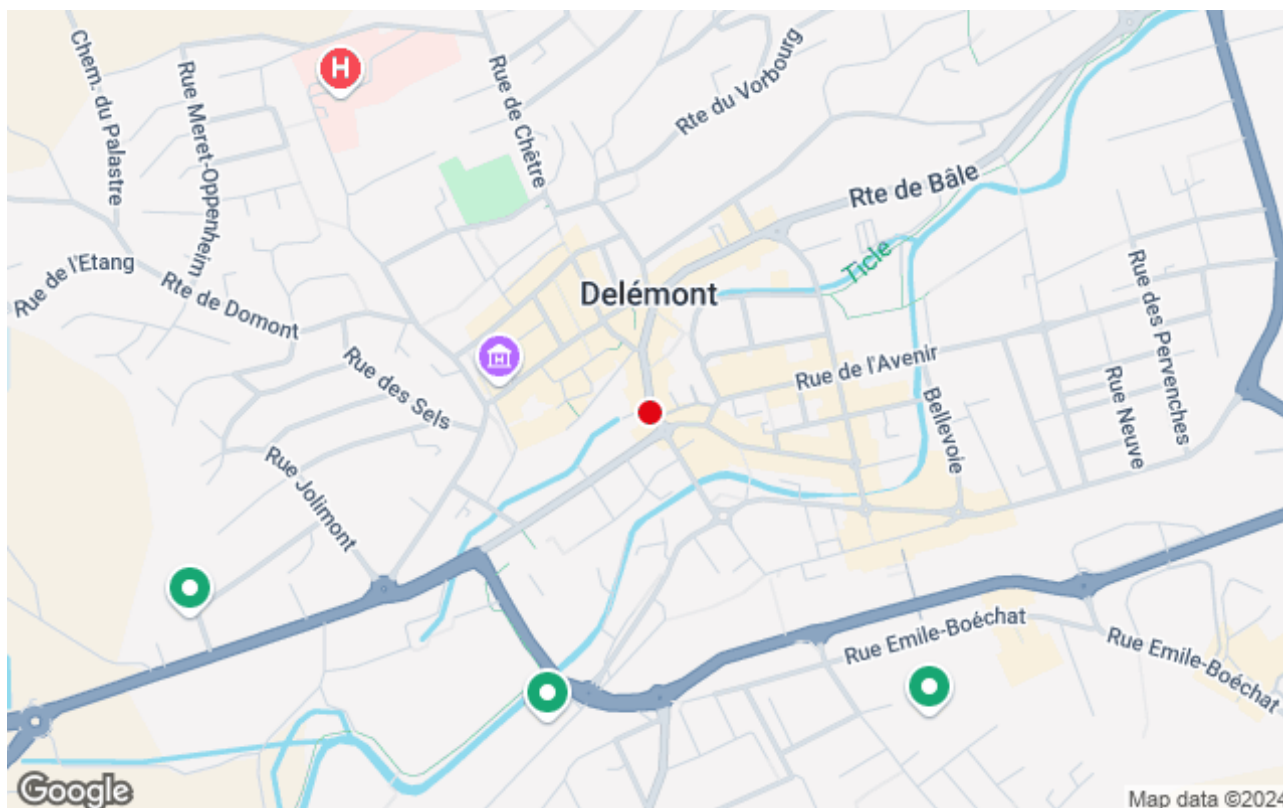 Chem. du Palastre
Rue Meret-Oppenheim
H
Rue de Chêtre
Rte du Vorbourg
Rte de Bâle
Rue de l'Etang
Rte de Domont
Delémont
Ticle
Rue des Pervenches
Rue de l'Avenir
Rue des Sels
Bellevoie
Rue Neuve
Rue Jolimont
Rue Emile-Boéchat
Rue Emile-Boéchat
Google
Map data ©2024